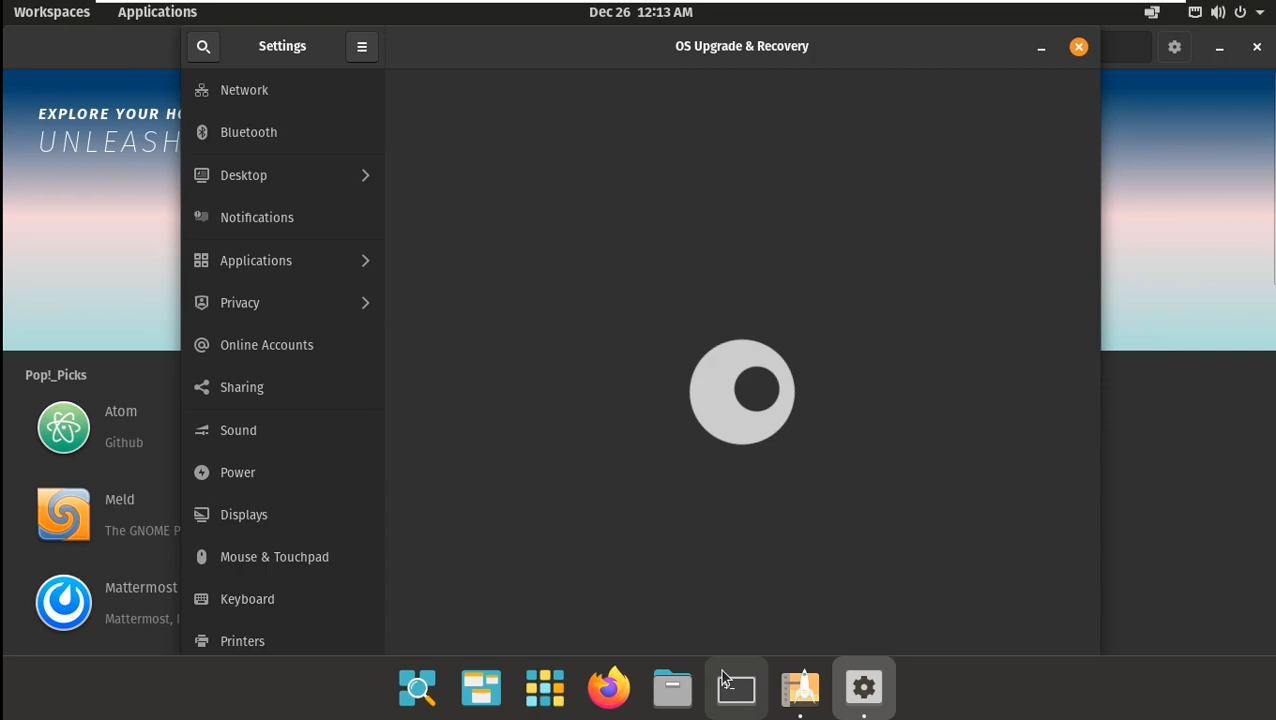 Workspaces Applications Dec 26 12:13 AM
Settings OS Upgrade & Recovery
Network
EXPLORE YOUR H
Bluetooth
UNLEASH
Desktop
Notifications
Applications
Privacy
Online Accounts
Sharing
Sound
Power
Displays
Mouse & Touchpad
Keyboard
Printers
Pop!_Picks
Atom
Github
Meld
The GNOME P
Mattermost
Mattermost, I